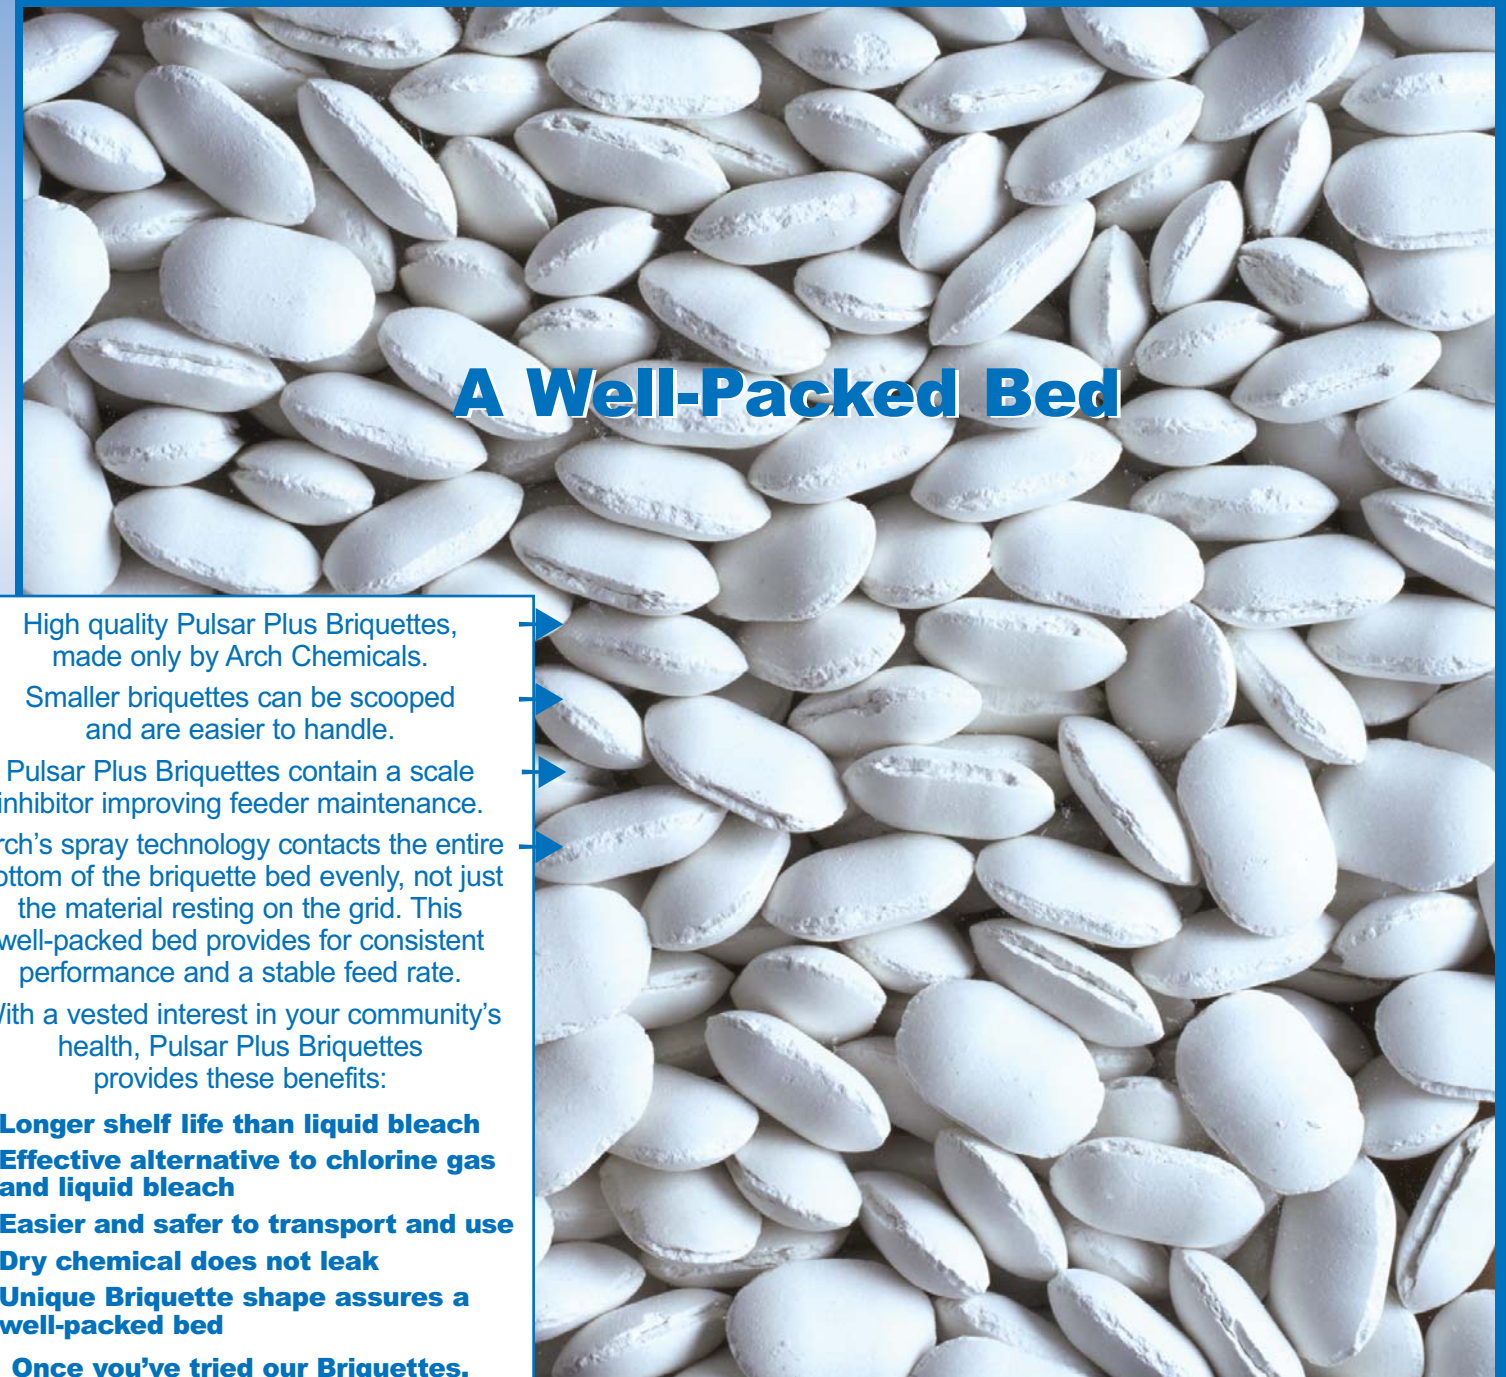 A Well-Packed Bed
High quality Pulsar Plus Briquettes,
made only by Arch Chemicals.
Smaller briquettes can be scooped
and are easier to handle.
Pulsar Plus Briquettes contain a scale
inhibitor improving feeder maintenance.
rch's spray technology contacts the entire
ottom of the briquette bed evenly, not just
the material resting on the grid. This
well-packed bed provides for consistent
performance and a stable feed rate.
ith a vested interest in your community's
health, Pulsar Plus Briquettes
provides these benefits:
Longer shelf life than liquid bleach
Effective alternative to chlorine gas
and liquid bleach
Easier and safer to transport and use
Dry chemical does not leak
Unique Briquette shape assures a
well-packed bed
Once you've tried our Briquettes,